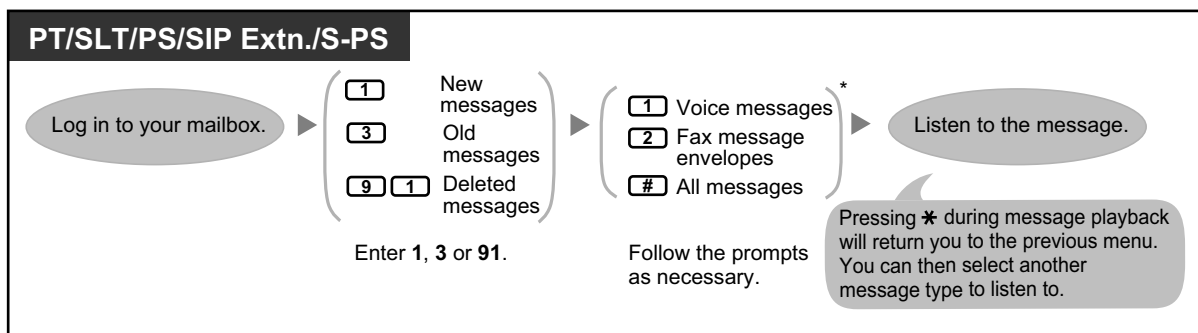 PT/SLT/PS/SIP Extn./S-PS
Log in to your mailbox.
1 New
messages
3 Old
messages
9 1 Deleted
messages
Enter 1, 3 or 91.
*
1 Voice messages
2 Fax message
envelopes
# All messages
Follow the prompts
as necessary.
Listen to the message.
Pressing * during message playback
will return you to the previous menu.
You can then select another
message type to listen to.